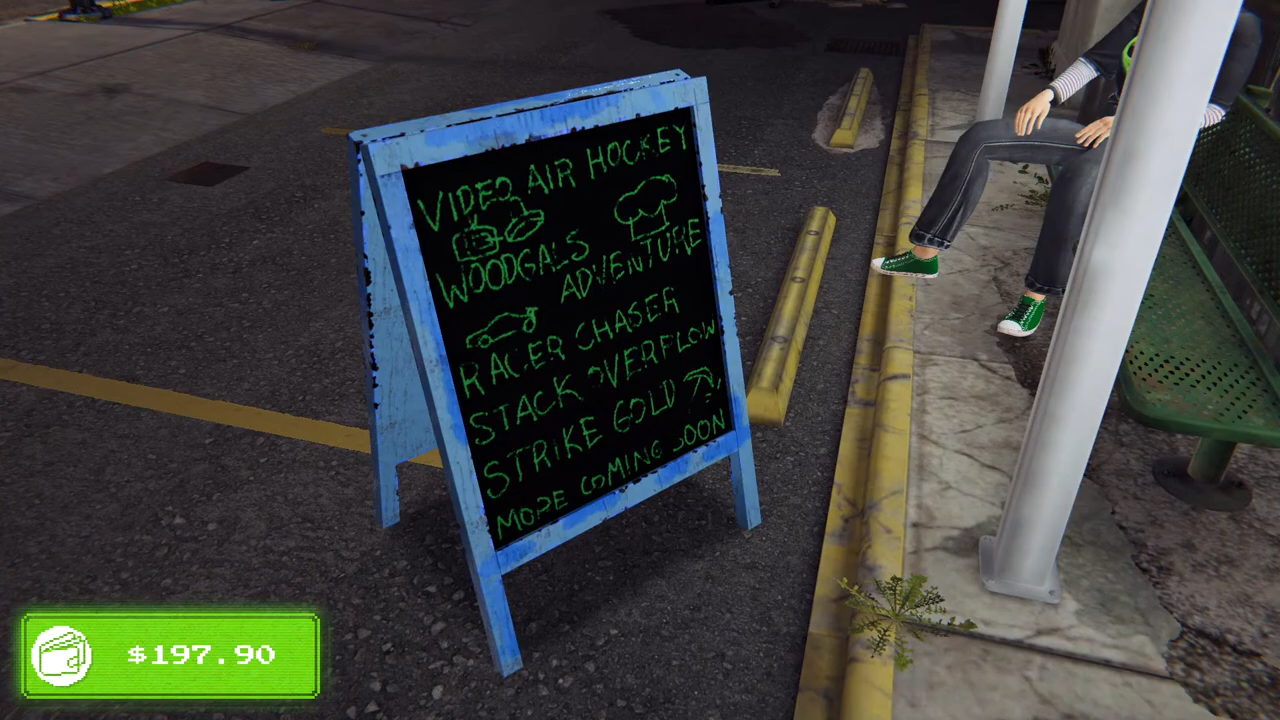 VIDEO AIR HOCKEY
WOODGALS ADVENTURE
RACER CHASER
STACK OVERFLOW
STRIKE GOLD
MORE COMING SOON
$197.90